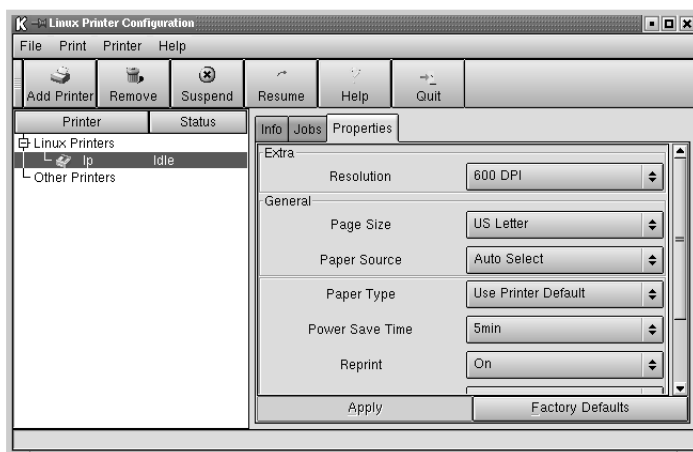 K Linux Printer Configuration
File Print Printer Help
Add Printer Remove Suspend Resume Help Quit
Printer Status
Linux Printers
lp Idle
Other Printers
Info Jobs Properties
Extra
Resolution 600 DPI
General
Page Size US Letter
Paper Source Auto Select
Paper Type Use Printer Default
Power Save Time 5min
Reprint On
Apply Factory Defaults